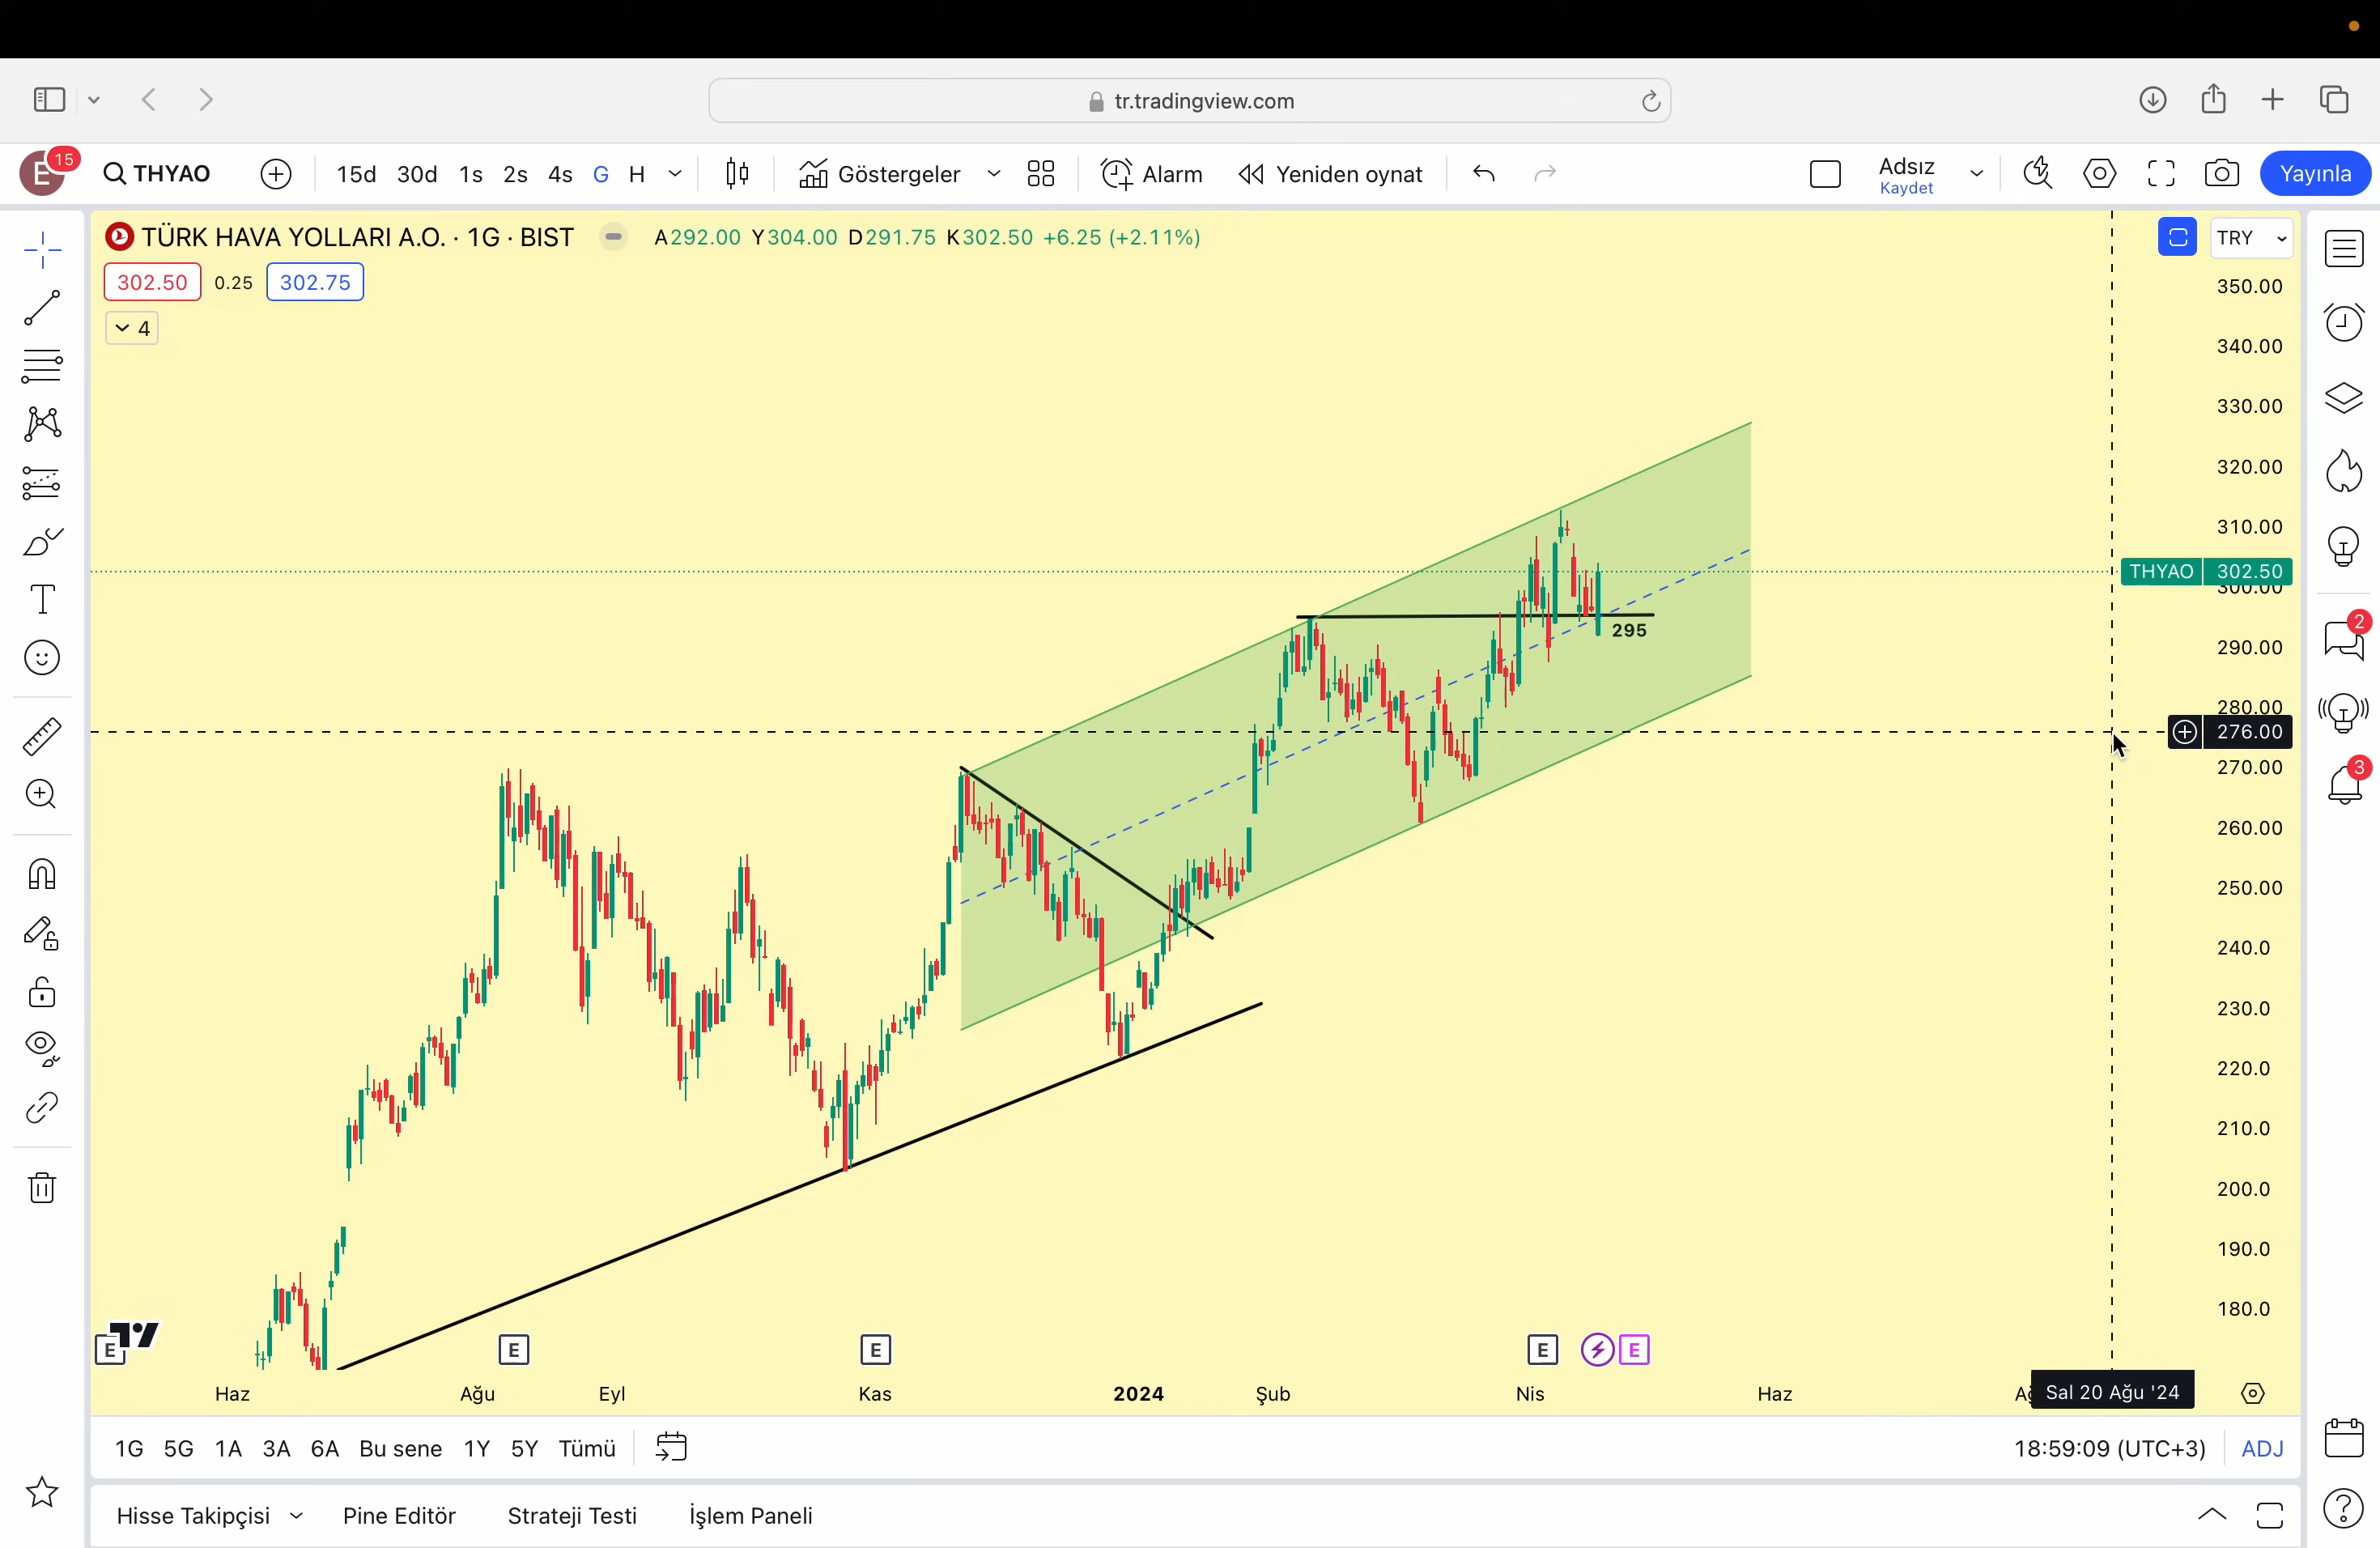 tr.tradingview.com
E 15 THYAO 15d 30d 1s 2s 4s G H Göstergeler Alarm Yeniden oynat Adsız Yayınla
Kaydet
TÜRK HAVA YOLLARI A.O. · 1G · BIST A292.00 Y304.00 D291.75 K302.50 +6.25 (+2.11%) TRY
302.50 0.25 302.75
4
350.00
340.00
330.00
320.00
310.00
THYAO 302.50
300.00
295
290.00
280.00
276.00
270.00
260.00
250.00
240.0
230.0
220.0
210.0
200.0
190.0
180.0
2
3
E E E E E
Haz Ağu Eyl Kas 2024 Şub Nis Haz Sal 20 Ağu '24
1G 5G 1A 3A 6A Bu sene 1Y 5Y Tümü 18:59:09 (UTC+3) ADJ
Hisse Takipçisi Pine Editör Strateji Testi İşlem Paneli